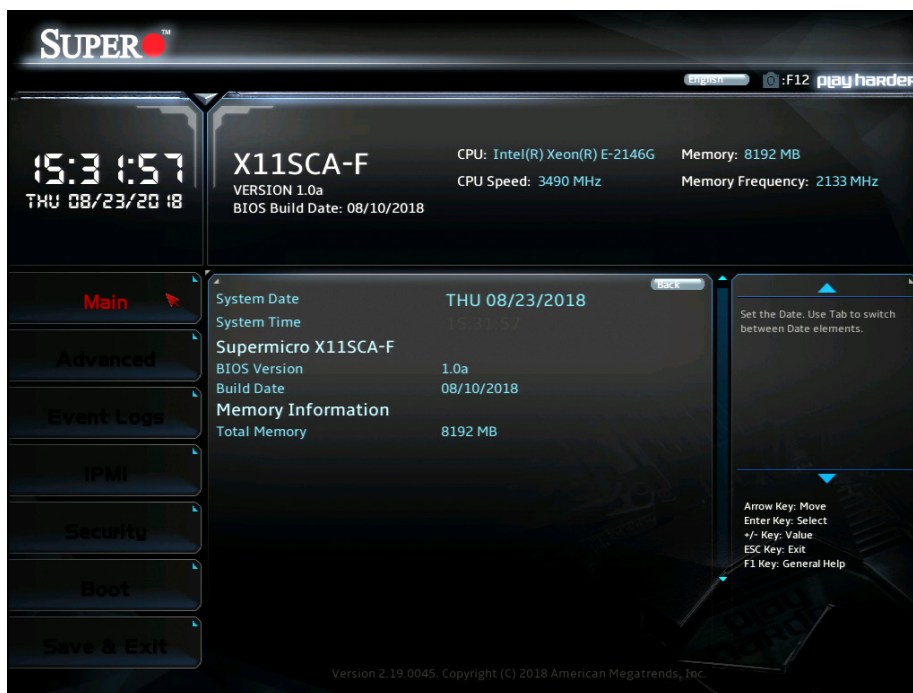 SUPER™
English :F12 play harder
15:31:57
THU 08/23/2018
X11SCA-F
VERSION 1.0a
BIOS Build Date: 08/10/2018
CPU: Intel(R) Xeon(R) E-2146G
CPU Speed: 3490 MHz
Memory: 8192 MB
Memory Frequency: 2133 MHz
Main
Advanced
Event Logs
IPMI
Security
Boot
Save & Exit
Back
System Date THU 08/23/2018
System Time 15:31:57
Supermicro X11SCA-F
BIOS Version 1.0a
Build Date 08/10/2018
Memory Information
Total Memory 8192 MB
Set the Date. Use Tab to switch
between Date elements.
Arrow Key: Move
Enter Key: Select
+/- Key: Value
ESC Key: Exit
F1 Key: General Help
play
harder
Version 2.19.0045. Copyright (C) 2018 American Megatrends, Inc.